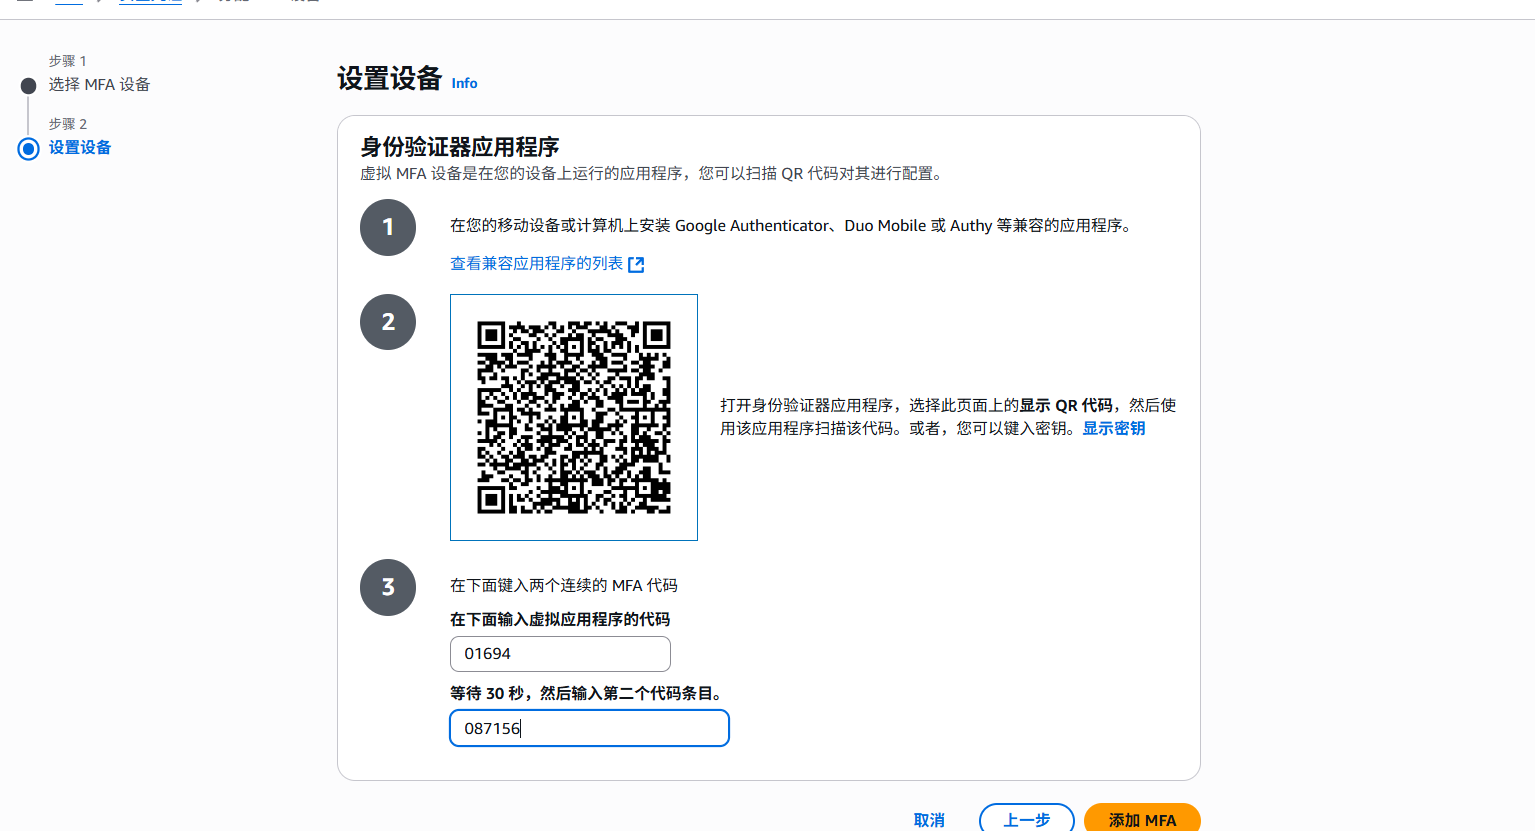 步骤 1
选择 MFA 设备
步骤 2
设置设备
设置设备 Info
身份验证器应用程序
虚拟 MFA 设备是在您的设备上运行的应用程序，您可以扫描 QR 代码对其进行配置。
1
在您的移动设备或计算机上安装 Google Authenticator、Duo Mobile 或 Authy 等兼容的应用程序。
查看兼容应用程序的列表
2
打开身份验证器应用程序，选择此页面上的显示 QR 代码，然后使
用该应用程序扫描该代码。或者，您可以键入密钥。显示密钥
3
在下面键入两个连续的 MFA 代码
在下面输入虚拟应用程序的代码
01694
等待 30 秒，然后输入第二个代码条目。
087156
取消
上一步
添加 MFA